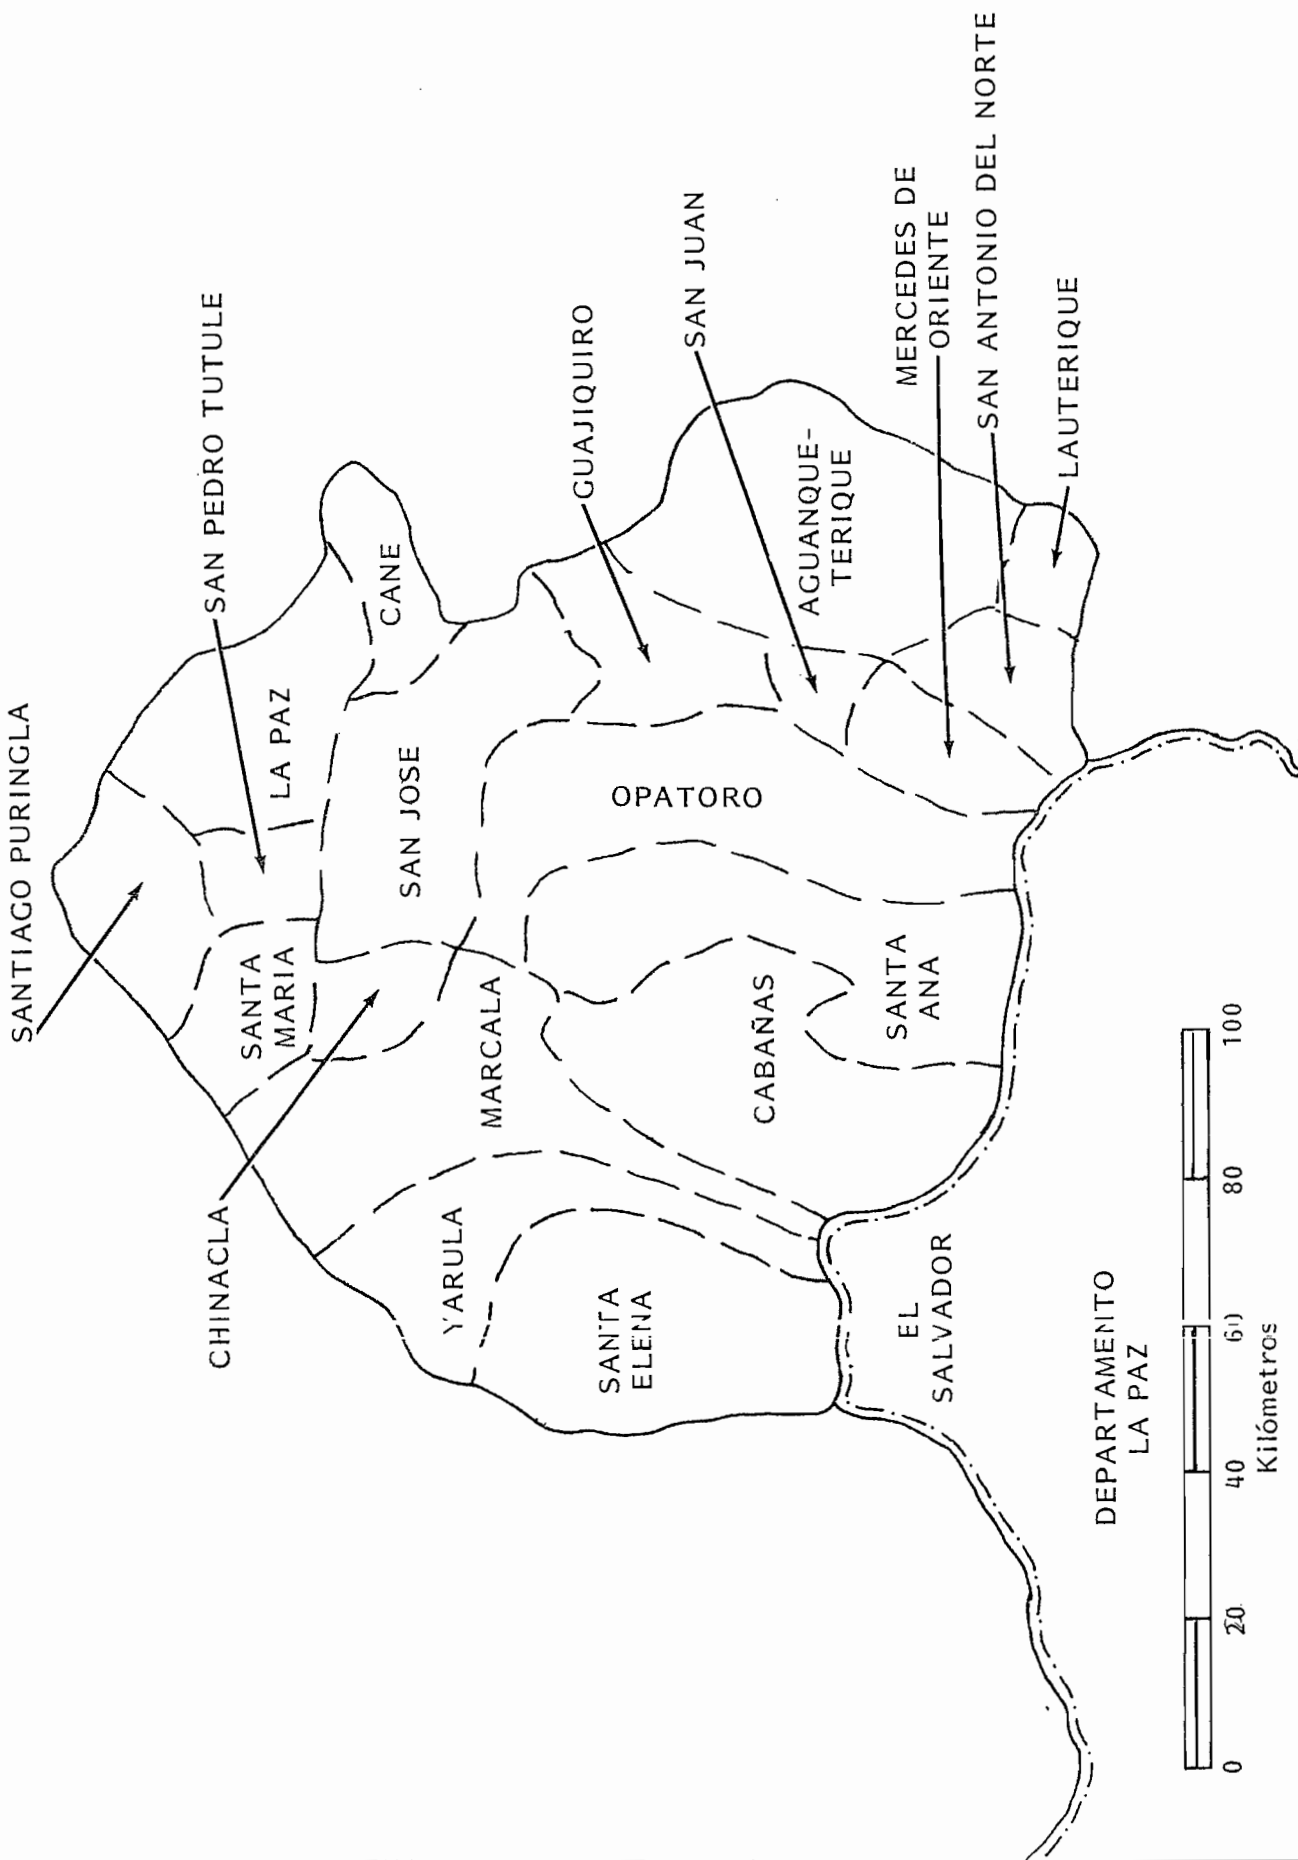 SANTIAGO PURINGLA
SAN PEDRO TUTULE
CHINACLA
LA PAZ
SANTA
MARIA
CANE
SAN JOSE
YARULA
MARCALA
GUAJIQUIRO
SANTA
ELENA
OPATORO
SAN JUAN
CABAÑAS
AGUANQUE-
TERIQUE
SANTA
ANA
MERCEDES DE
ORIENTE
SAN ANTONIO DEL NORTE
LAUTERIQUE
EL
SALVADOR
DEPARTAMENTO
LA PAZ
0 20 40 60 80 100
Kilómetros